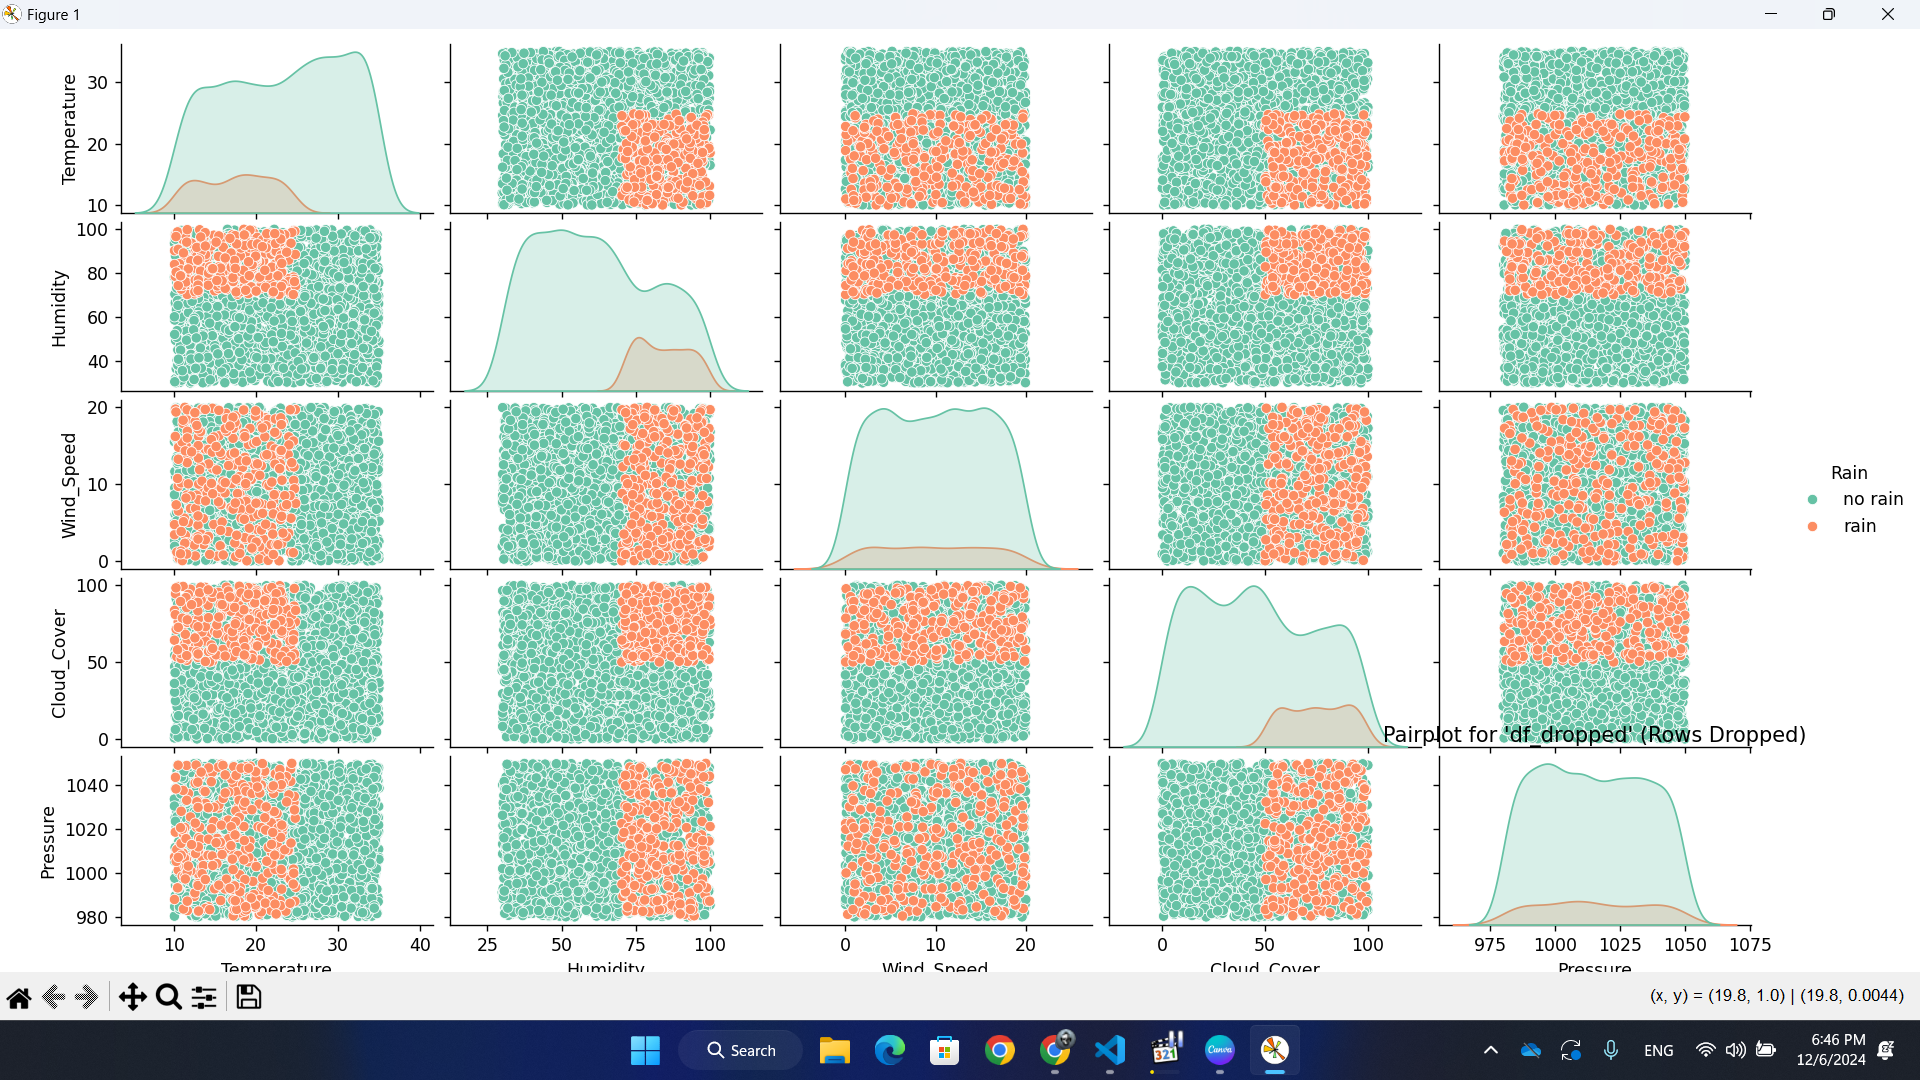 Figure 1
Temperature
30
20
10
Humidity
100
80
60
40
Wind_Speed
20
10
0
Rain
no rain
rain
Cloud_Cover
100
50
0
Pairplot for 'df_dropped' (Rows Dropped)
Pressure
1040
1020
1000
980
10 20 30 40 25 50 75 100 0 10 20 0 50 100 975 1000 1025 1050 1075
Temperature Humidity Wind_Speed Cloud_Cover Pressure
(x, y) = (19.8, 1.0) | (19.8, 0.0044)
Search
321
Canva
ENG
6:46 PM
12/6/2024